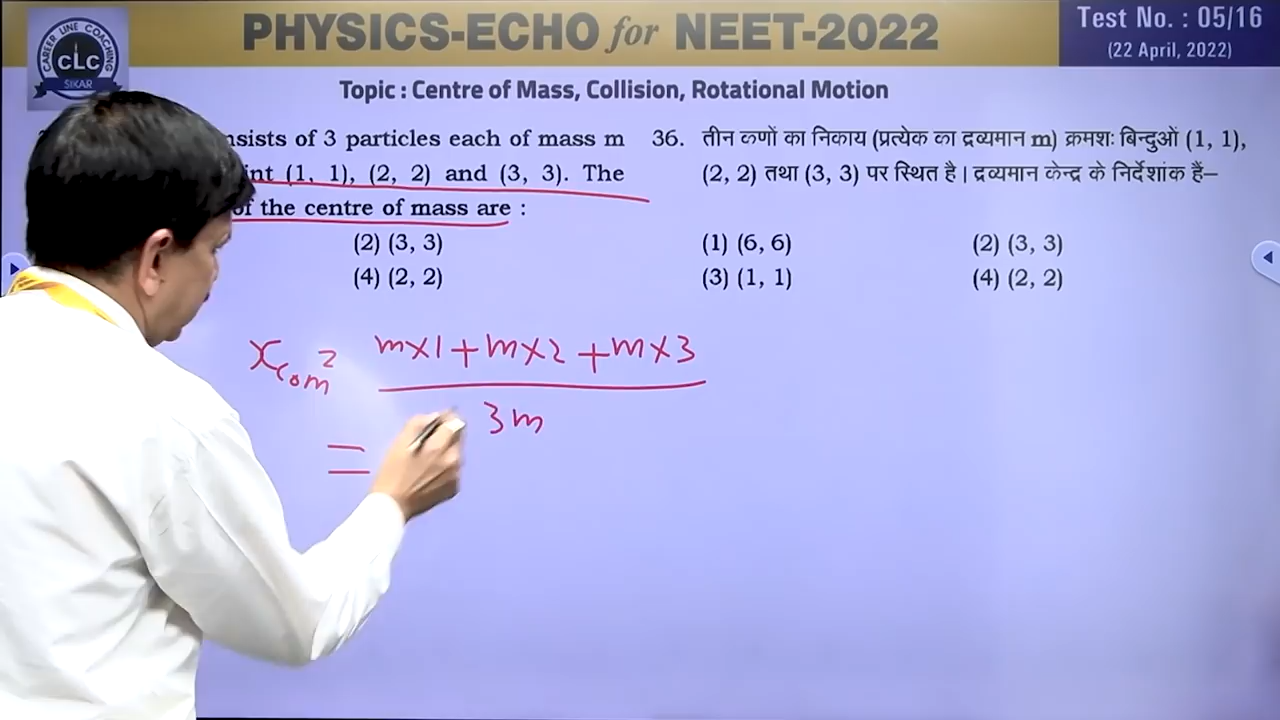 PHYSICS-ECHO for NEET-2022
Test No. : 05/16
(22 April, 2022)
CAREER LINE COACHING
CLC
SIKAR
Topic : Centre of Mass, Collision, Rotational Motion
of 3 particles each of mass m
(1, 1), (2, 2) and (3, 3). The
of the centre of mass are :
(2) (3, 3)
(4) (2, 2)
36. तीन कणों का निकाय (प्रत्येक का द्रव्यमान m) क्रमशः बिन्दुओं (1, 1),
(2, 2) तथा (3, 3) पर स्थित है। द्रव्यमान केन्द्र के निर्देशांक हैं–
(1) (6, 6) (2) (3, 3)
(3) (1, 1) (4) (2, 2)
m×1+m×2+m×3
xcom =
3m
=